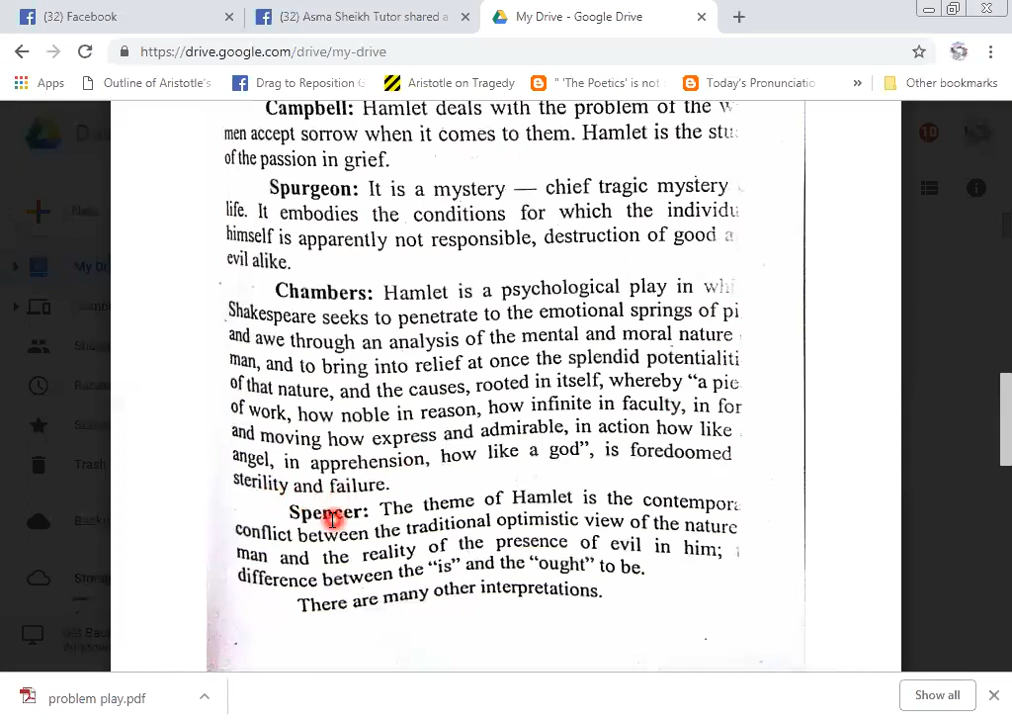 (32) Facebook
(32) Asma Sheikh Tutor shared a
My Drive - Google Drive
https://drive.google.com/drive/my-drive
Apps
Outline of Aristotle's
Drag to Reposition
Aristotle on Tragedy
" 'The Poetics' is not
Today's Pronunciatio
»
Other bookmarks
Campbell: Hamlet deals with the problem of the w
men accept sorrow when it comes to them. Hamlet is the stu
of the passion in grief.
Spurgeon: It is a mystery — chief tragic mystery
life. It embodies the conditions for which the individu
himself is apparently not responsible, destruction of good a
evil alike.
Chambers: Hamlet is a psychological play in whi
Shakespeare seeks to penetrate to the emotional springs of pi
and awe through an analysis of the mental and moral nature
man, and to bring into relief at once the splendid potentialiti
of that nature, and the causes, rooted in itself, whereby “a pie
of work, how noble in reason, how infinite in faculty, in for
and moving how express and admirable, in action how like
angel, in apprehension, how like a god”, is foredoomed
sterility and failure.
Spencer: The theme of Hamlet is the contempora
conflict between the traditional optimistic view of the nature
man and the reality of the presence of evil in him;
difference between the “is” and the “ought” to be.
There are many other interpretations.
My Dr
Trash
10
problem play.pdf
Show all